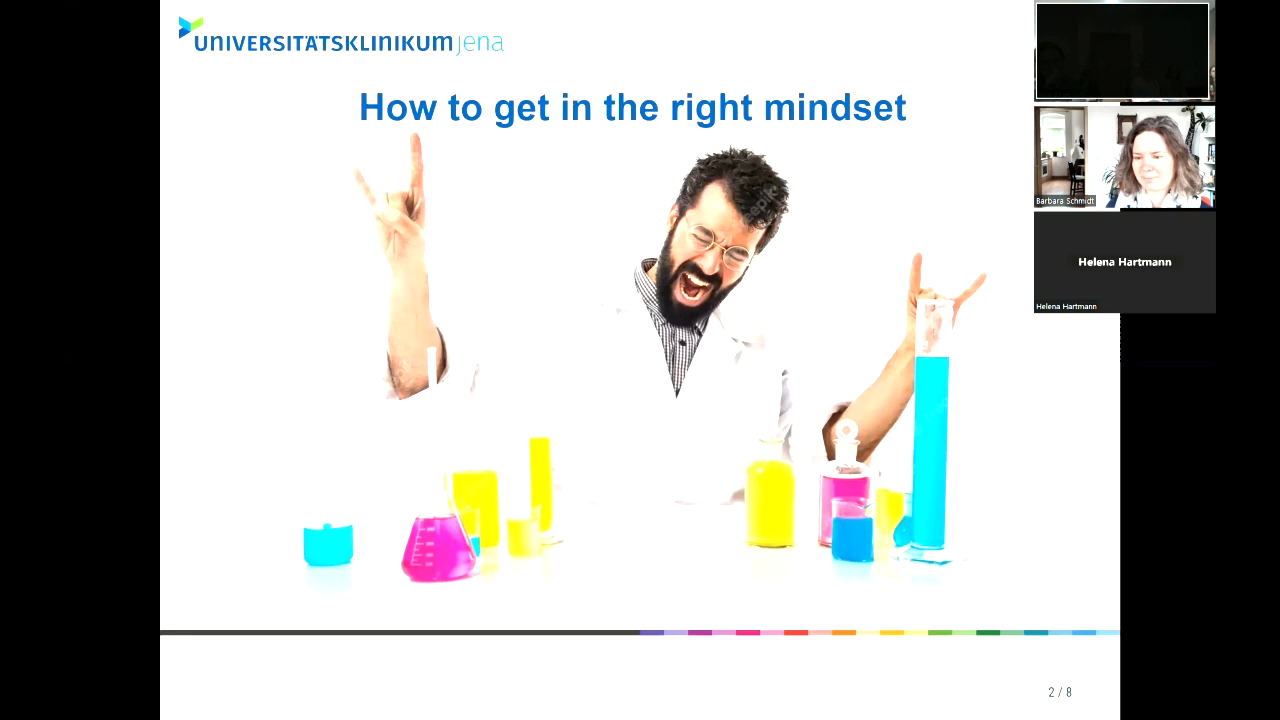 UNIVERSITÄTSKLINIKUM jena
How to get in the right mindset
Barbara Schmidt
Helena Hartmann
Helena Hartmann
2 / 8